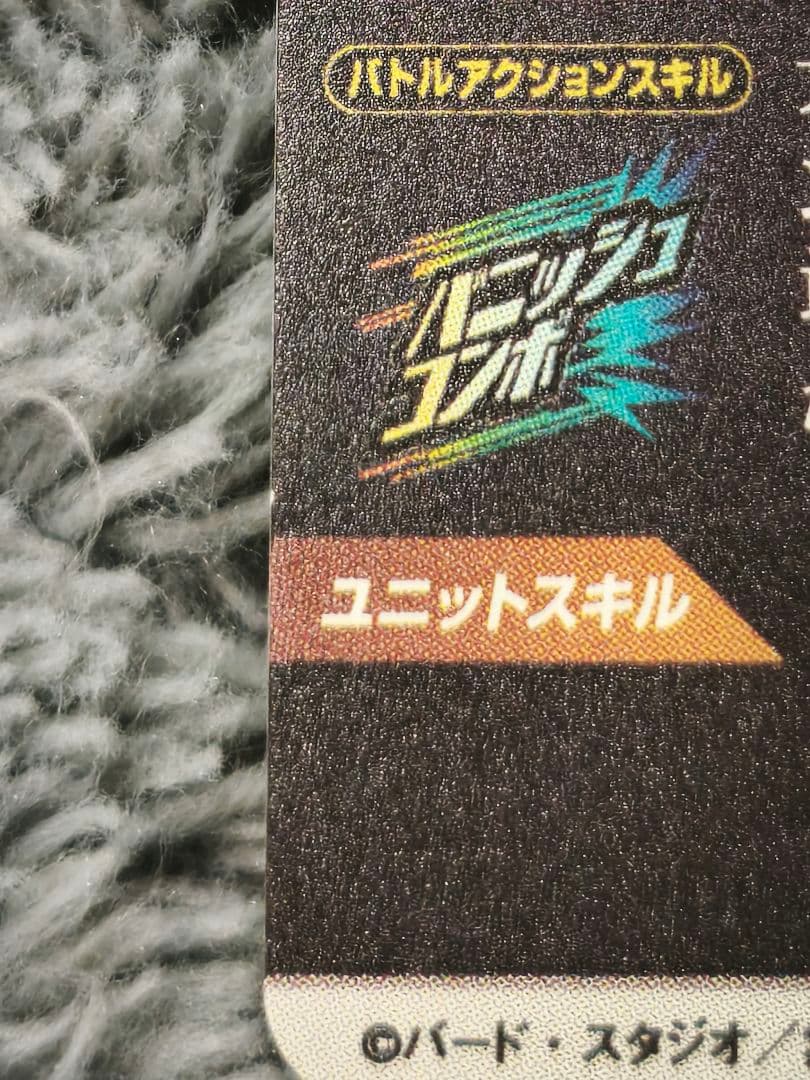 バトルアクションスキル
バニッシュ
コンボ
ユニットスキル
©バード・スタジオ／